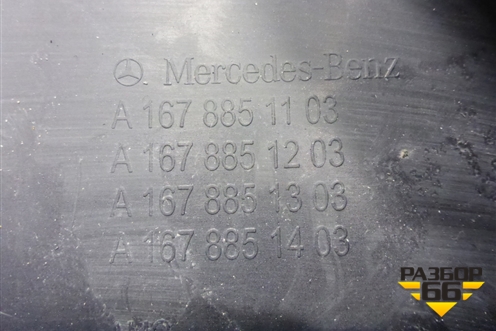 Mercedes-Benz
A 167 885 11 03
A 167 885 12 03
A 167 885 13 03
A 167 885 14 03
РАЗБОР
66